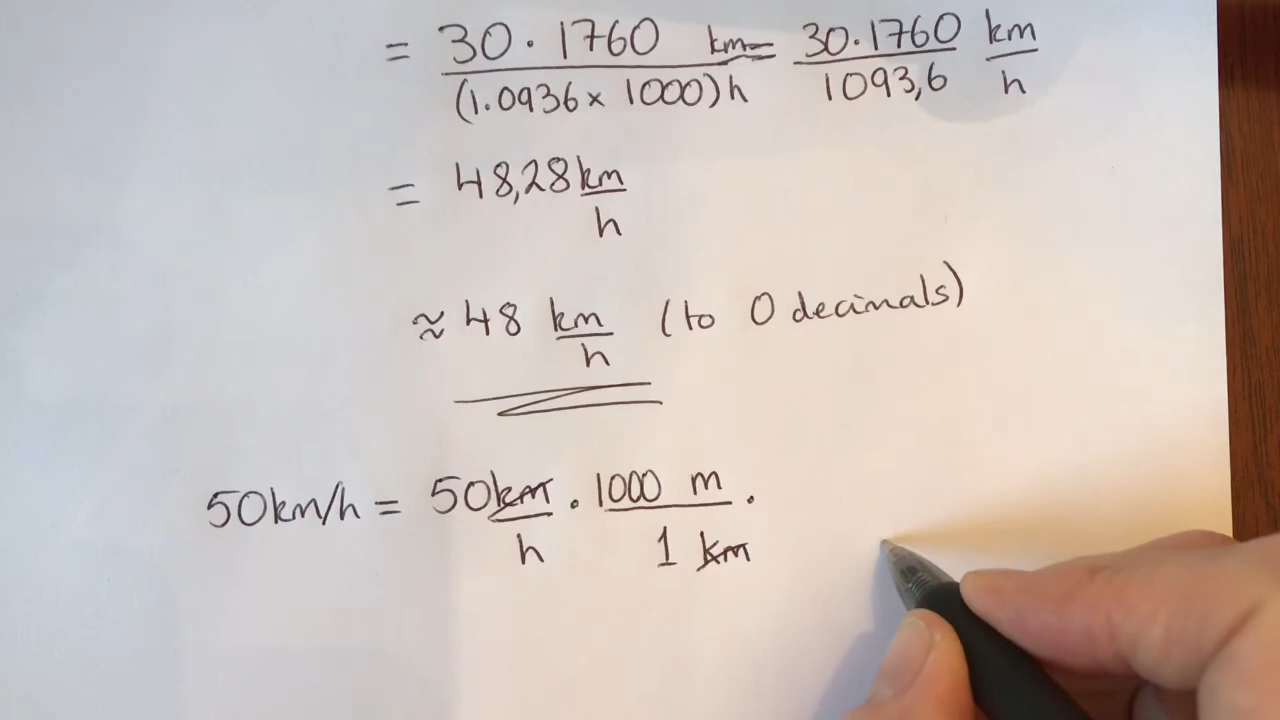 = 30 · 1760 km / (1.0936 × 1000) h = 30.1760 / 1093,6 km / h
= 48,28 km / h
≈ 48 km / h (to 0 decimals)
50km/h = 50 km / h · 1000 m / 1 km ·